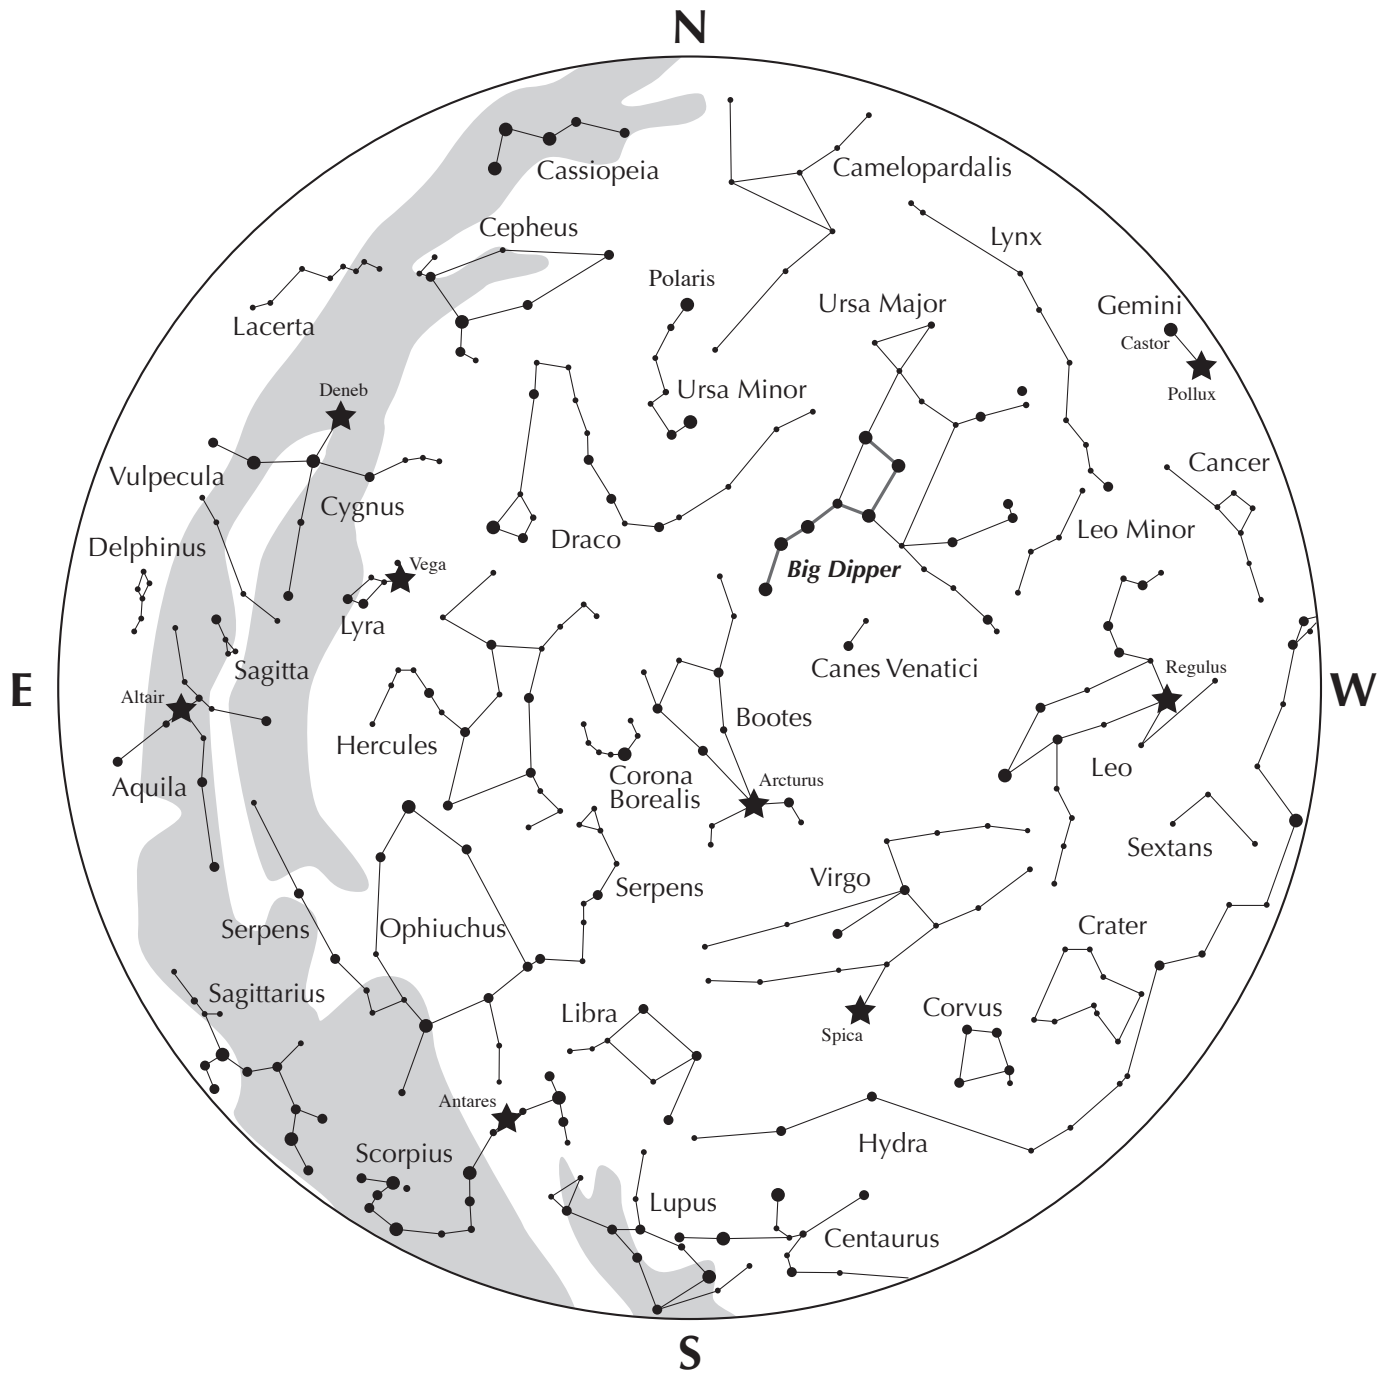 N
Cassiopeia
Camelopardalis
Cepheus
Lynx
Polaris
Ursa Major
Gemini
Lacerta
Castor
Pollux
Deneb
Ursa Minor
Vulpecula
Cancer
Cygnus
Delphinus
Draco
Leo Minor
Vega
Big Dipper
Lyra
Sagitta
Canes Venatici
Regulus
E
W
Altair
Bootes
Hercules
Leo
Aquila
Corona
Borealis
Arcturus
Sextans
Virgo
Serpens
Serpens
Ophiuchus
Crater
Sagittarius
Libra
Corvus
Spica
Antares
Scorpius
Hydra
Lupus
Centaurus
S